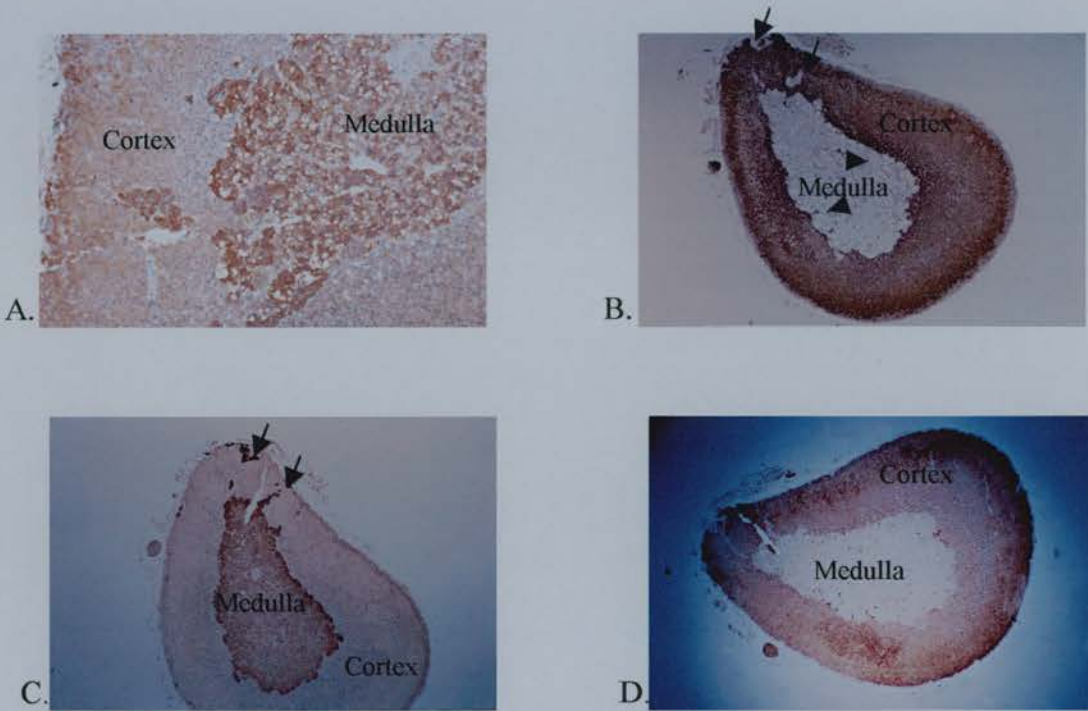 Cortex
Medulla
A.
Cortex
Medulla
B.
Medulla
Cortex
C.
Cortex
Medulla
D.